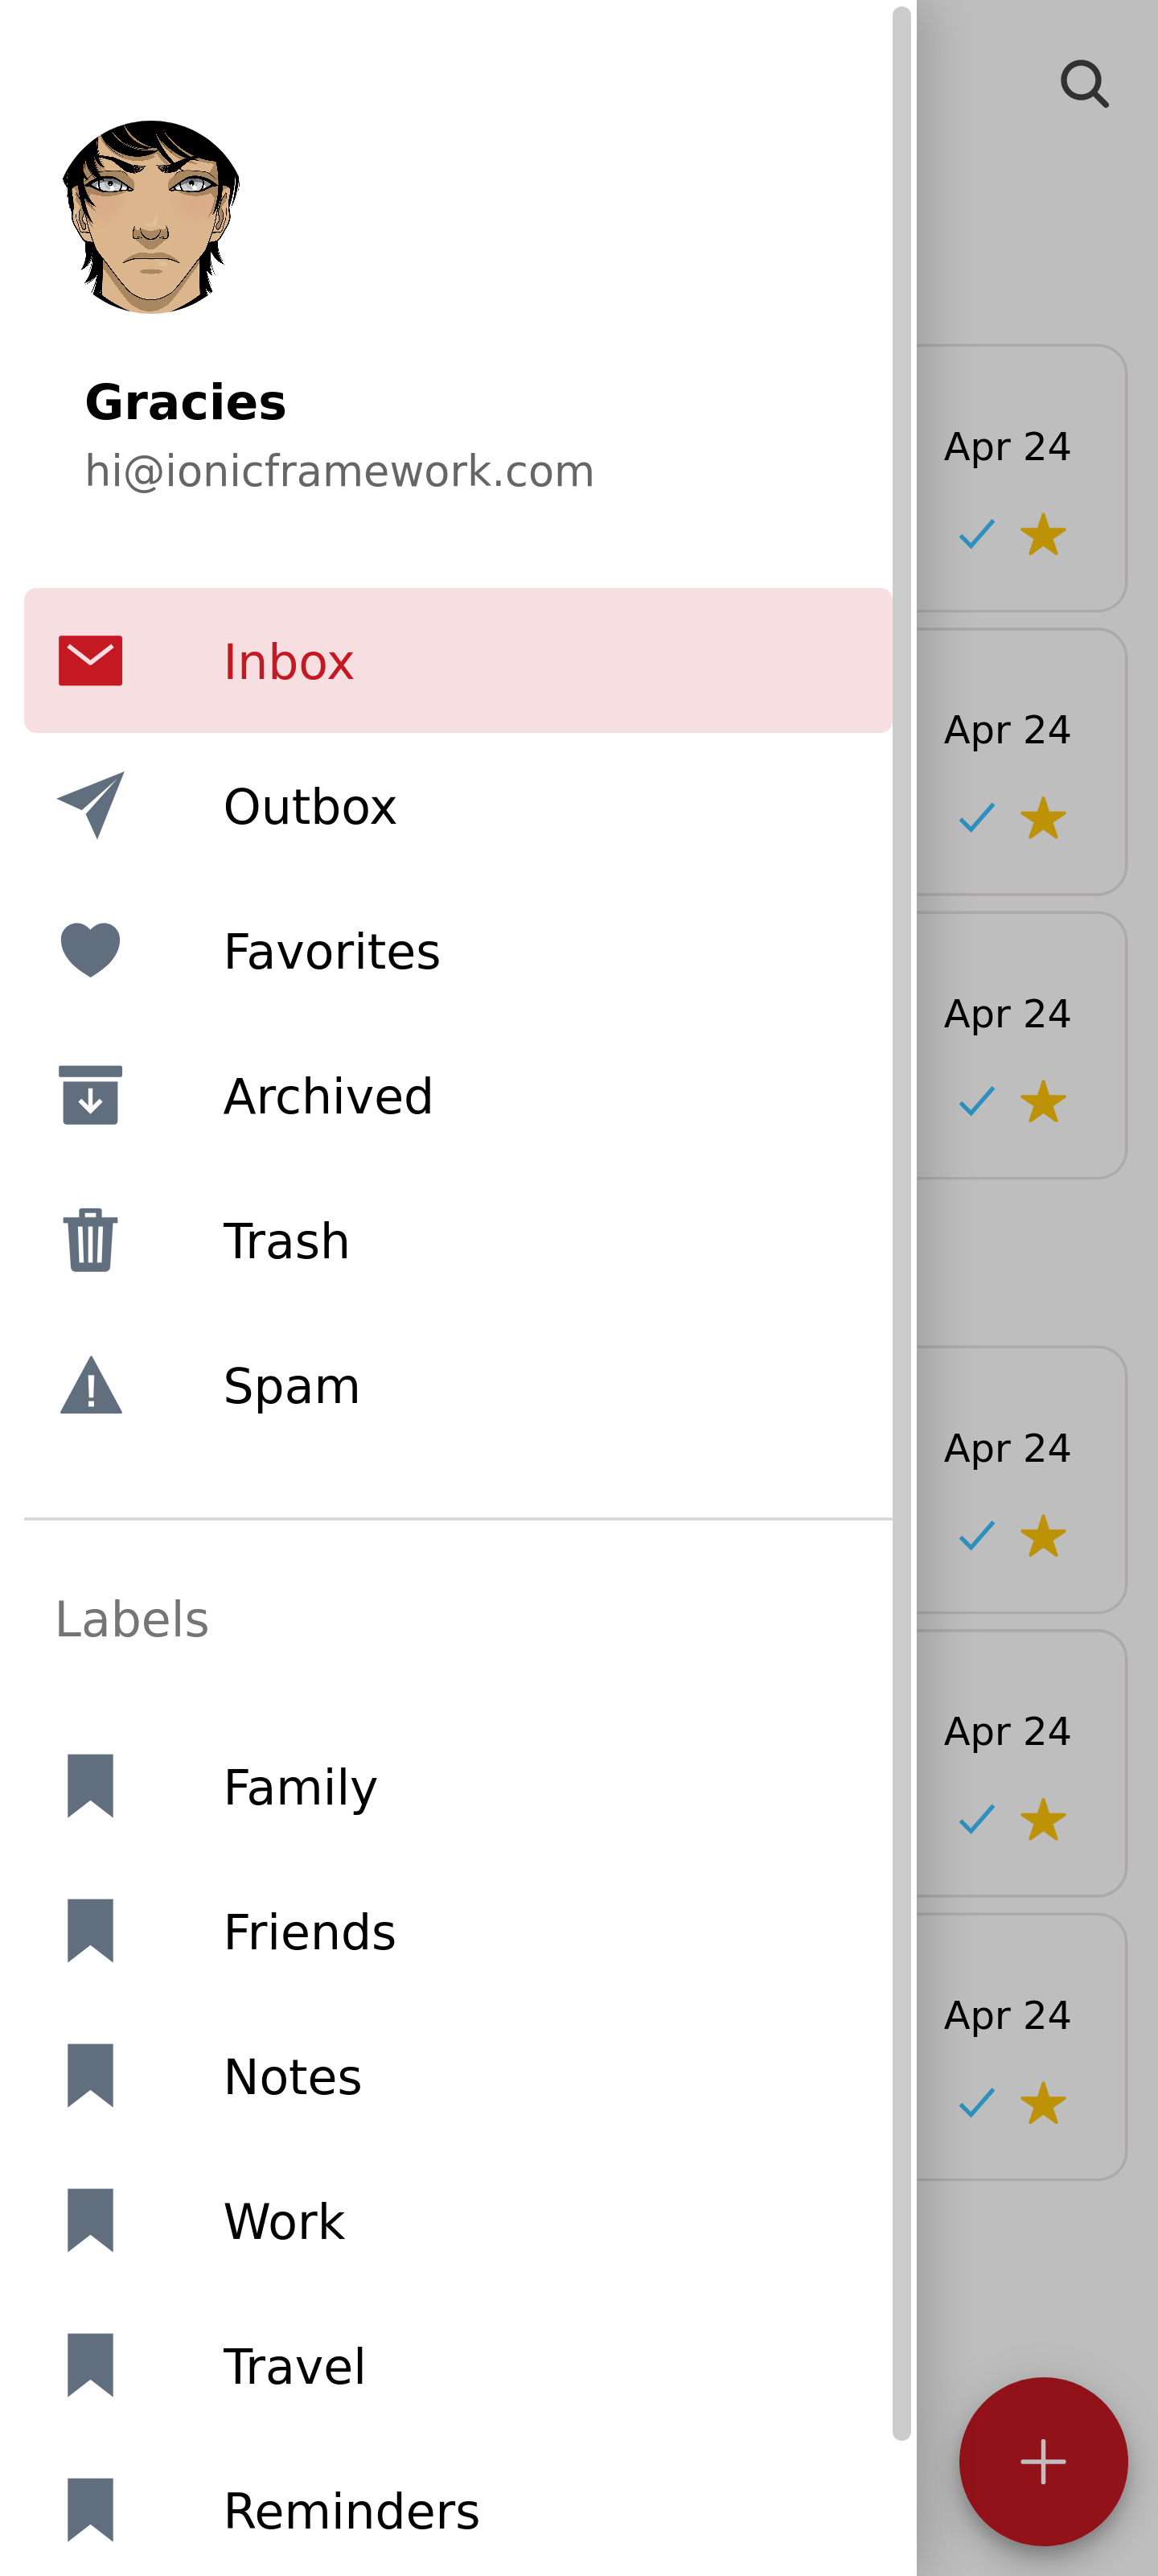 Gracies
hi@ionicframework.com
Inbox
Outbox
Favorites
Archived
Trash
Spam
Labels
Family
Friends
Notes
Work
Travel
Reminders
Apr 24
Apr 24
Apr 24
Apr 24
Apr 24
Apr 24